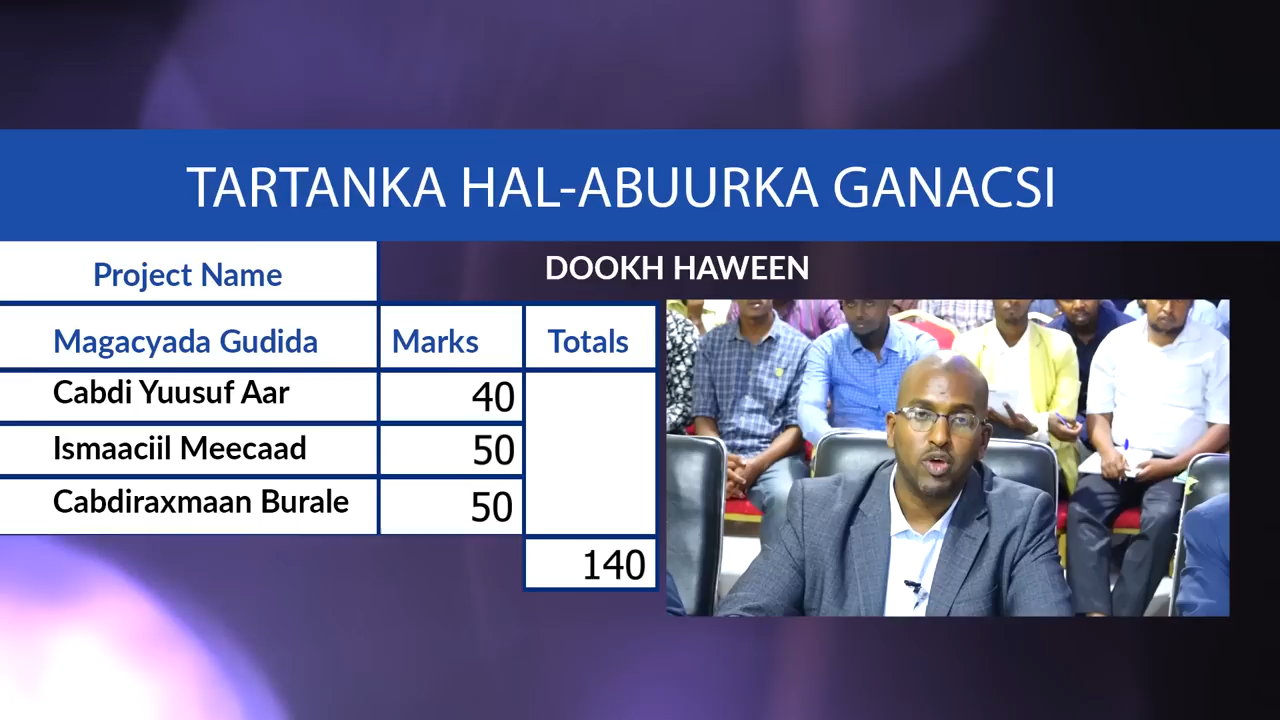 TARTANKA HAL-ABUURKA GANACSI
Project Name
DOOKH HAWEEN
Magacyada Gudida Marks Totals
Cabdi Yuusuf Aar 40
Ismaaciil Meecaad 50
Cabdiraxmaan Burale 50
140